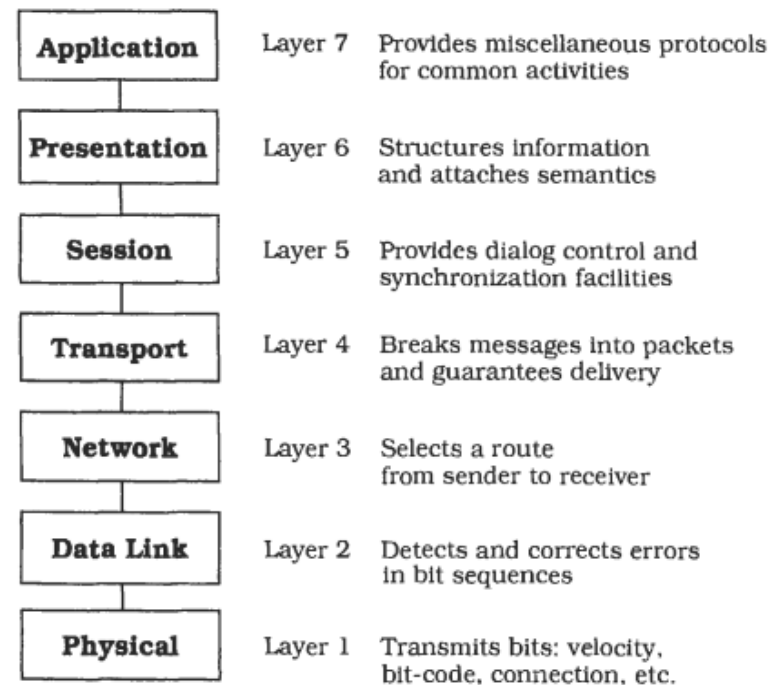 Application Layer 7 Provides miscellaneous protocols
for common activities
Presentation Layer 6 Structures information
and attaches semantics
Session Layer 5 Provides dialog control and
synchronization facilities
Transport Layer 4 Breaks messages into packets
and guarantees delivery
Network Layer 3 Selects a route
from sender to receiver
Data Link Layer 2 Detects and corrects errors
in bit sequences
Physical Layer 1 Transmits bits: velocity,
bit-code, connection, etc.